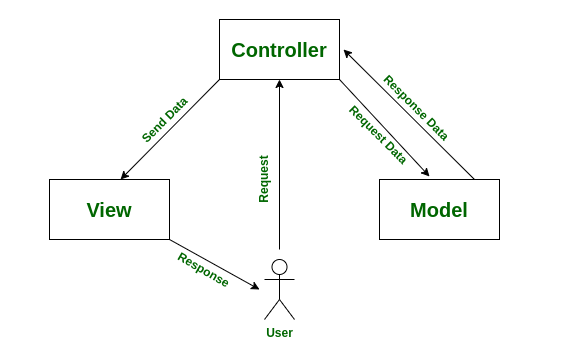 Controller
Send Data
Request
Request Data
Response Data
View
Model
Response
User